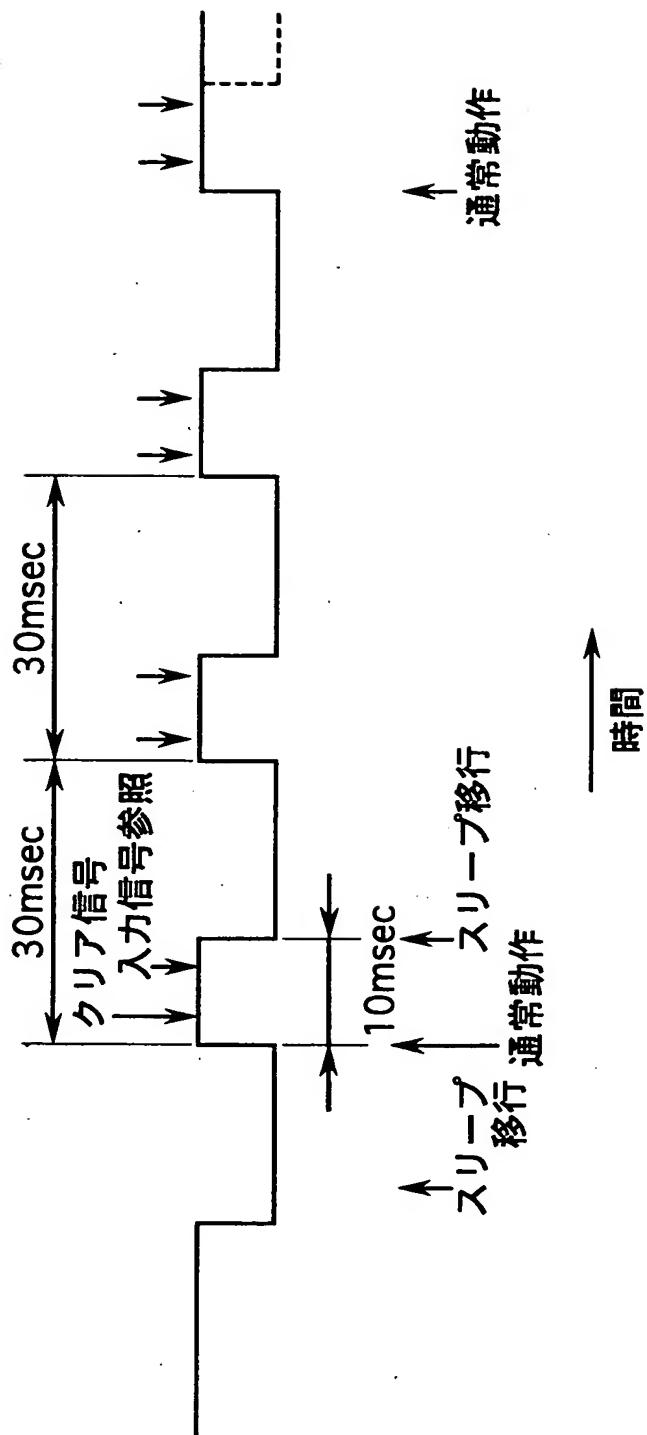 30msec
30msec
クリア信号
入力信号参照
10msec
スリープ
移行
通常動作
スリープ移行
通常動作
時間